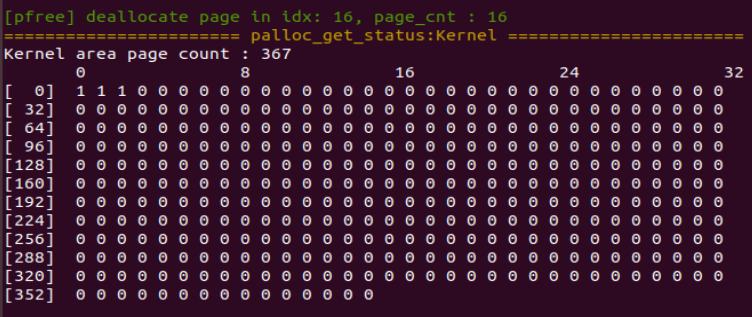 [pfree] deallocate page in idx: 16, page_cnt : 16
======================= palloc_get_status:Kernel =======================
Kernel area page count : 367
       0               8              16              24              32
[  0]  1 1 1 0 0 0 0 0 0 0 0 0 0 0 0 0 0 0 0 0 0 0 0 0 0 0 0 0 0 0 0 0
[ 32]  0 0 0 0 0 0 0 0 0 0 0 0 0 0 0 0 0 0 0 0 0 0 0 0 0 0 0 0 0 0 0 0
[ 64]  0 0 0 0 0 0 0 0 0 0 0 0 0 0 0 0 0 0 0 0 0 0 0 0 0 0 0 0 0 0 0 0
[ 96]  0 0 0 0 0 0 0 0 0 0 0 0 0 0 0 0 0 0 0 0 0 0 0 0 0 0 0 0 0 0 0 0
[128]  0 0 0 0 0 0 0 0 0 0 0 0 0 0 0 0 0 0 0 0 0 0 0 0 0 0 0 0 0 0 0 0
[160]  0 0 0 0 0 0 0 0 0 0 0 0 0 0 0 0 0 0 0 0 0 0 0 0 0 0 0 0 0 0 0 0
[192]  0 0 0 0 0 0 0 0 0 0 0 0 0 0 0 0 0 0 0 0 0 0 0 0 0 0 0 0 0 0 0 0
[224]  0 0 0 0 0 0 0 0 0 0 0 0 0 0 0 0 0 0 0 0 0 0 0 0 0 0 0 0 0 0 0 0
[256]  0 0 0 0 0 0 0 0 0 0 0 0 0 0 0 0 0 0 0 0 0 0 0 0 0 0 0 0 0 0 0 0
[288]  0 0 0 0 0 0 0 0 0 0 0 0 0 0 0 0 0 0 0 0 0 0 0 0 0 0 0 0 0 0 0 0
[320]  0 0 0 0 0 0 0 0 0 0 0 0 0 0 0 0 0 0 0 0 0 0 0 0 0 0 0 0 0 0 0 0
[352]  0 0 0 0 0 0 0 0 0 0 0 0 0 0 0